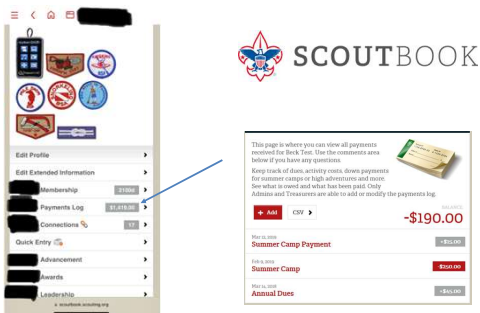 SCOUTBOOK
Edit Profile
Edit Extended Information
Membership
Payments Log $1,419.00
Connections 17
Quick Entry
Advancement
Awards
Leadership
scoutbook.scouting.org
This page is where you can view all payments
received for Beck Test. Use the comments area
below if you have any questions
Keep track of dues, activity costs, down payments
for summer camps or high adventures and more.
See what is owed and what has been paid. Only
Admins and Treasurers are able to add or modify the payments log.
+ Add CSV
BALANCE
-$190.00
Summer Camp Payment
Summer Camp -$250.00
Annual Dues